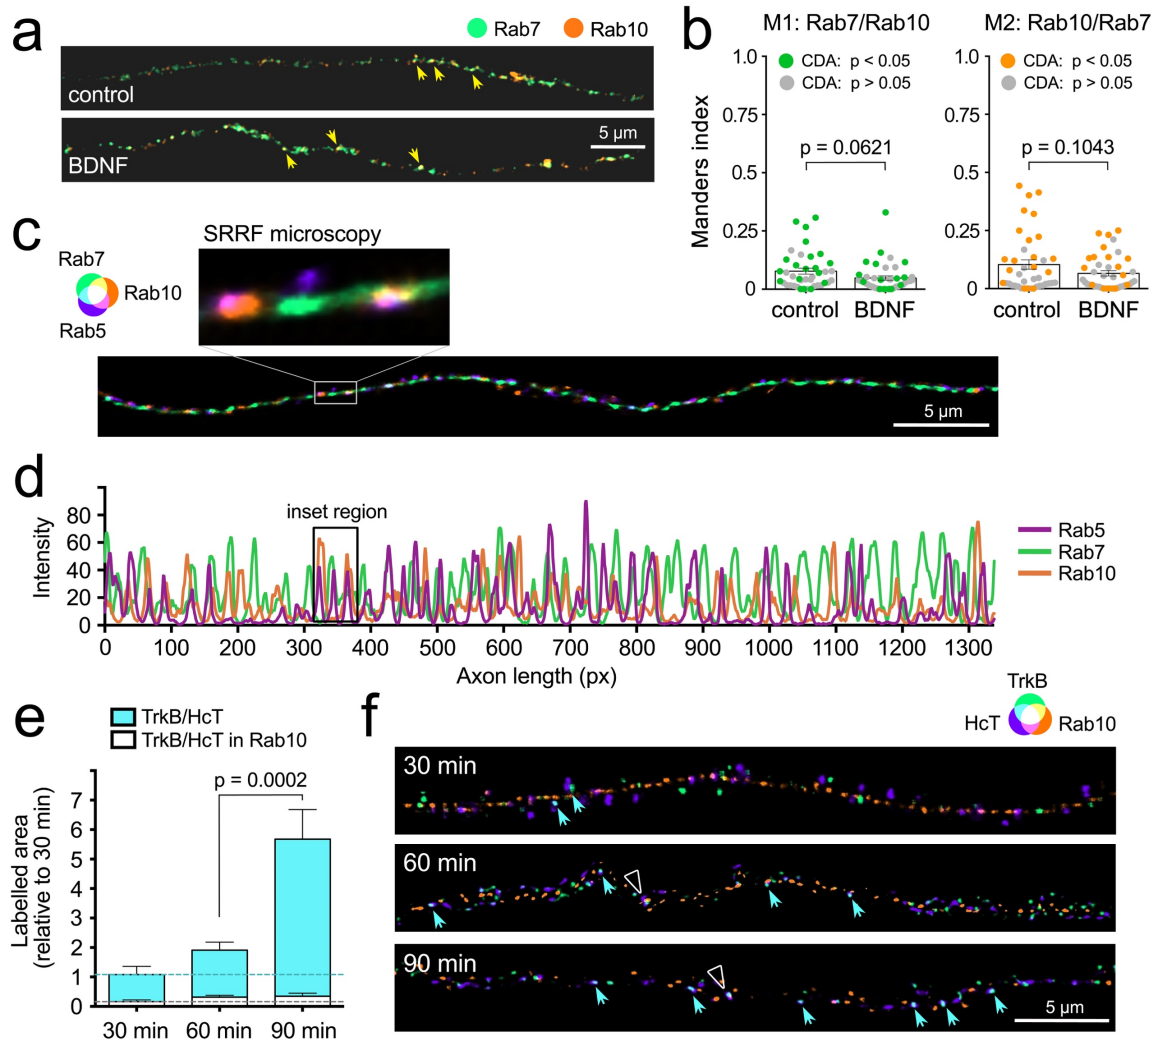 a
Rab7 Rab10
control
BDNF
5 µm
b
M1: Rab7/Rab10
M2: Rab10/Rab7
Manders index
1.0
0.75
0.5
0.25
0
CDA: p < 0.05
CDA: p > 0.05
p = 0.0621
control BDNF
1.0
0.75
0.5
0.25
0
CDA: p < 0.05
CDA: p > 0.05
p = 0.1043
control BDNF
c
SRRF microscopy
Rab7
Rab10
Rab5
5 µm
d
Intensity
80
60
40
20
0
inset region
Rab5
Rab7
Rab10
0 100 200 300 400 500 600 700 800 900 1000 1100 1200 1300
Axon length (px)
e
TrkB/HcT
TrkB/HcT in Rab10
p = 0.0002
Labelled area
(relative to 30 min)
7
6
5
4
3
2
1
0
30 min 60 min 90 min
f
TrkB
HcT Rab10
30 min
60 min
90 min
5 µm